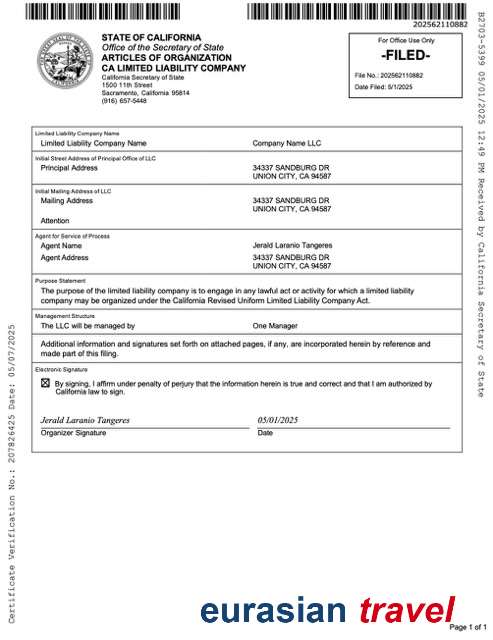 202562110882
STATE OF CALIFORNIA
Office of the Secretary of State
ARTICLES OF ORGANIZATION
CA LIMITED LIABILITY COMPANY
California Secretary of State
1500 11th Street
Sacramento, California 95814
(916) 657-5448
For Office Use Only
-FILED-
File No.: 202562110882
Date Filed: 5/1/2025
Limited Liability Company Name
Limited Liability Company Name Company Name LLC
Initial Street Address of Principal Office of LLC
Principal Address 34337 SANDBURG DR
UNION CITY, CA 94587
Initial Mailing Address of LLC
Mailing Address 34337 SANDBURG DR
UNION CITY, CA 94587
Attention
Agent for Service of Process
Agent Name Jerald Laranio Tangeres
Agent Address 34337 SANDBURG DR
UNION CITY, CA 94587
Purpose Statement
The purpose of the limited liability company is to engage in any lawful act or activity for which a limited liability
company may be organized under the California Revised Uniform Limited Liability Company Act.
Management Structure
The LLC will be managed by One Manager
Additional information and signatures set forth on attached pages, if any, are incorporated herein by reference and
made part of this filing.
Electronic Signature
By signing, I affirm under penalty of perjury that the information herein is true and correct and that I am authorized by
California law to sign.
Jerald Laranio Tangeres 05/01/2025
Organizer Signature Date
B2703-5399 05/01/2025 12:49 PM Received by California Secretary of State
Certificate Verification No.: 207826425 Date: 05/07/2025
eurasian travel
Page 1 of 1